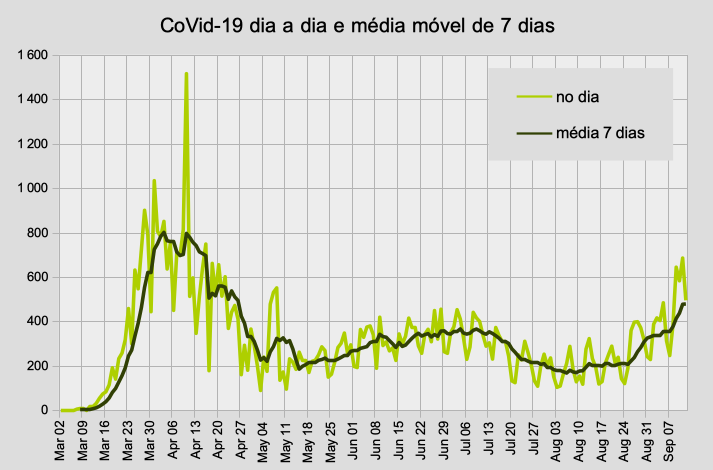 CoVid-19 dia a dia e média móvel de 7 dias
1 600
1 400
1 200
1 000
800
600
400
200
0
no dia
média 7 dias
Mar 02
Mar 09
Mar 16
Mar 23
Mar 30
Apr 06
Apr 13
Apr 20
Apr 27
May 04
May 11
May 18
May 25
Jun 01
Jun 08
Jun 15
Jun 22
Jun 29
Jul 06
Jul 13
Jul 20
Jul 27
Aug 03
Aug 10
Aug 17
Aug 24
Aug 31
Sep 07